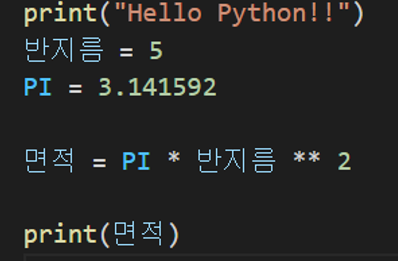 print("Hello Python!!")
반지름 = 5
PI = 3.141592
면적 = PI * 반지름 ** 2
print(면적)